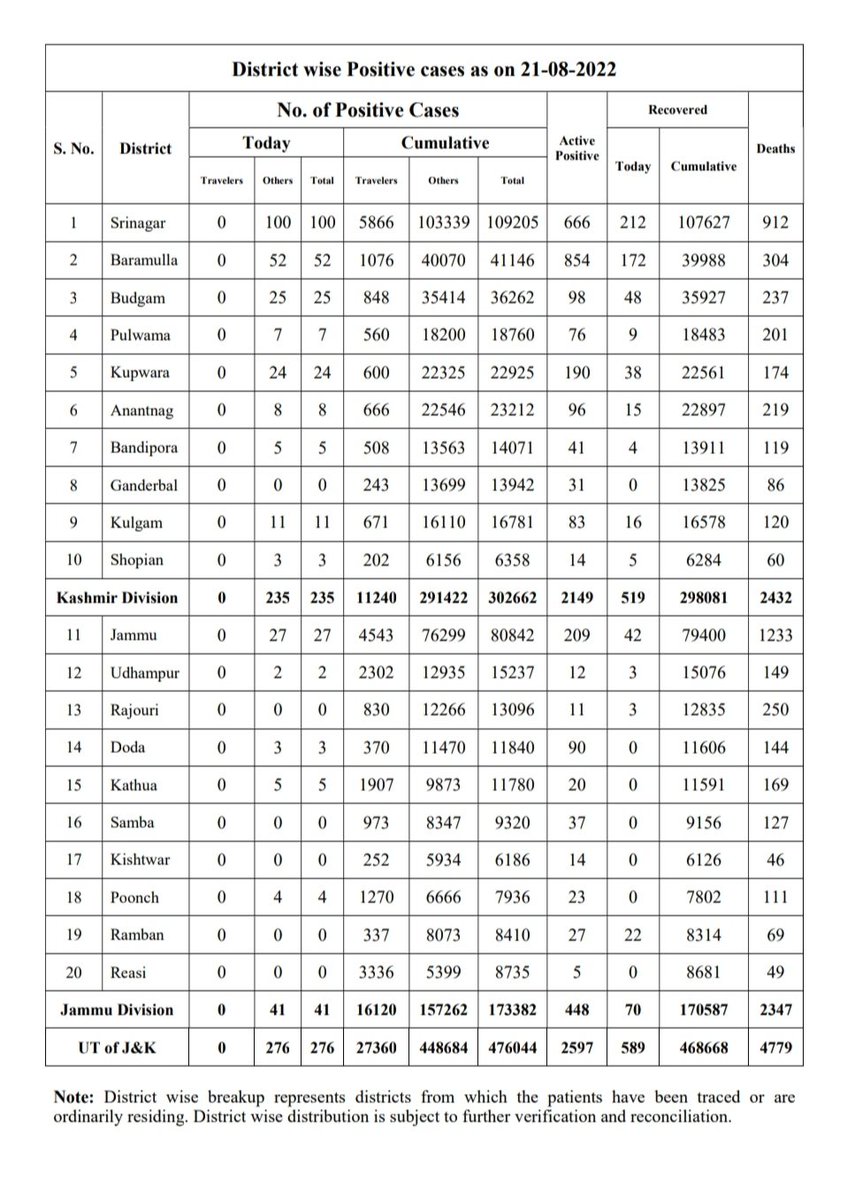 District wise Positive cases as on 21-08-2022
S. No. District No. of Positive Cases Active Positive Recovered Deaths
Today Cumulative Today Cumulative
Travelers Others Total Travelers Others Total
1 Srinagar 0 100 100 5866 103339 109205 666 212 107627 912
2 Baramulla 0 52 52 1076 40070 41146 854 172 39988 304
3 Budgam 0 25 25 848 35414 36262 98 48 35927 237
4 Pulwama 0 7 7 560 18200 18760 76 9 18483 201
5 Kupwara 0 24 24 600 22325 22925 190 38 22561 174
6 Anantnag 0 8 8 666 22546 23212 96 15 22897 219
7 Bandipora 0 5 5 508 13563 14071 41 4 13911 119
8 Ganderbal 0 0 0 243 13699 13942 31 0 13825 86
9 Kulgam 0 11 11 671 16110 16781 83 16 16578 120
10 Shopian 0 3 3 202 6156 6358 14 5 6284 60
Kashmir Division 0 235 235 11240 291422 302662 2149 519 298081 2432
11 Jammu 0 27 27 4543 76299 80842 209 42 79400 1233
12 Udhampur 0 2 2 2302 12935 15237 12 3 15076 149
13 Rajouri 0 0 0 830 12266 13096 11 3 12835 250
14 Doda 0 3 3 370 11470 11840 90 0 11606 144
15 Kathua 0 5 5 1907 9873 11780 20 0 11591 169
16 Samba 0 0 0 973 8347 9320 37 0 9156 127
17 Kishtwar 0 0 0 252 5934 6186 14 0 6126 46
18 Poonch 0 4 4 1270 6666 7936 23 0 7802 111
19 Ramban 0 0 0 337 8073 8410 27 22 8314 69
20 Reasi 0 0 0 3336 5399 8735 5 0 8681 49
Jammu Division 0 41 41 16120 157262 173382 448 70 170587 2347
UT of J&K 0 276 276 27360 448684 476044 2597 589 468668 4779
Note: District wise breakup represents districts from which the patients have been traced or are
ordinarily residing. District wise distribution is subject to further verification and reconciliation.